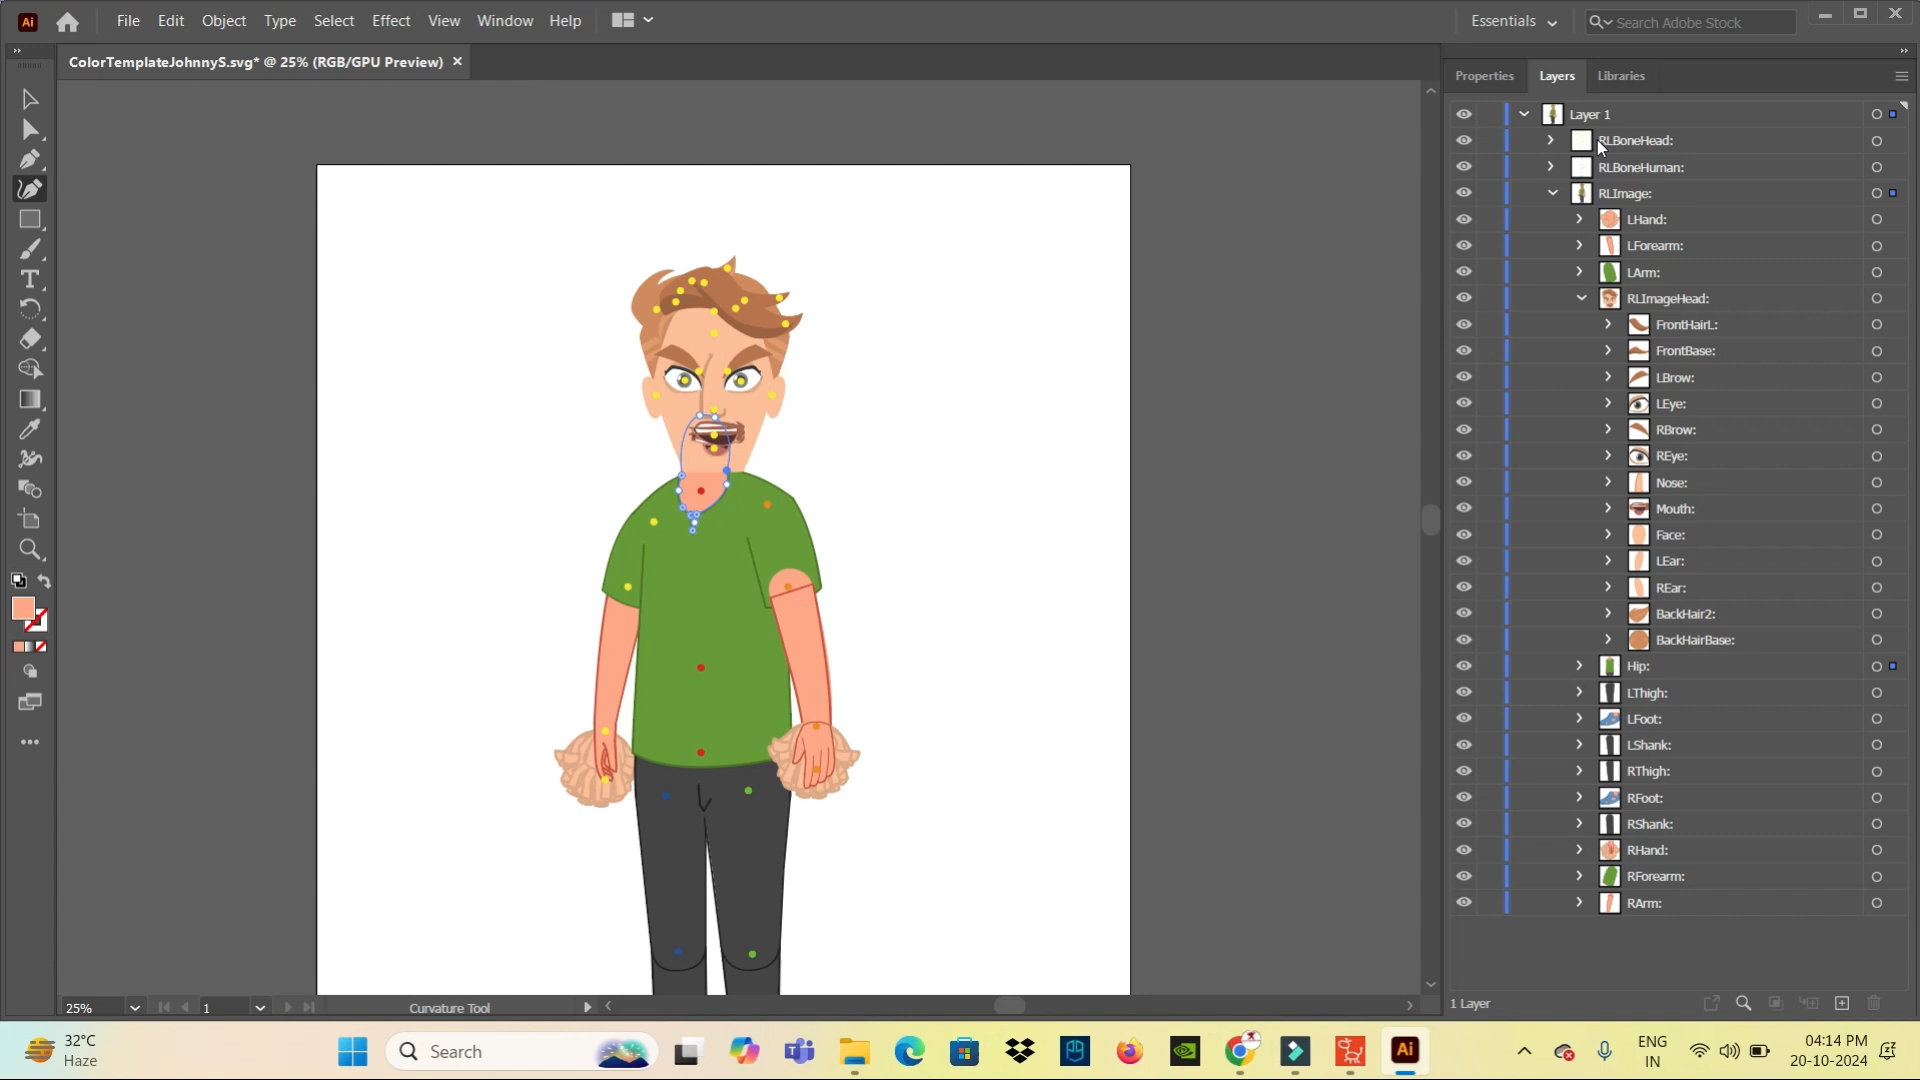 Ai
File Edit Object Type Select Effect View Window Help
Essentials
Search Adobe Stock
ColorTemplateJohnnyS.svg* @ 25% (RGB/GPU Preview) ×
Properties Layers Libraries
Layer 1
RLBoneHead:
RLBoneHuman:
RLImage:
LHand:
LForearm:
LArm:
RLImageHead:
FrontHairL:
FrontBase:
LBrow:
LEye:
RBrow:
REye:
Nose:
Mouth:
Face:
LEar:
REar:
BackHair2:
BackHairBase:
Hip:
LThigh:
LFoot:
LShank:
RThigh:
RFoot:
RShank:
RHand:
RForearm:
RArm:
1 Layer
25%
1
Curvature Tool
32°C
Haze
Search
Ai
ENG
IN
04:14 PM
20-10-2024